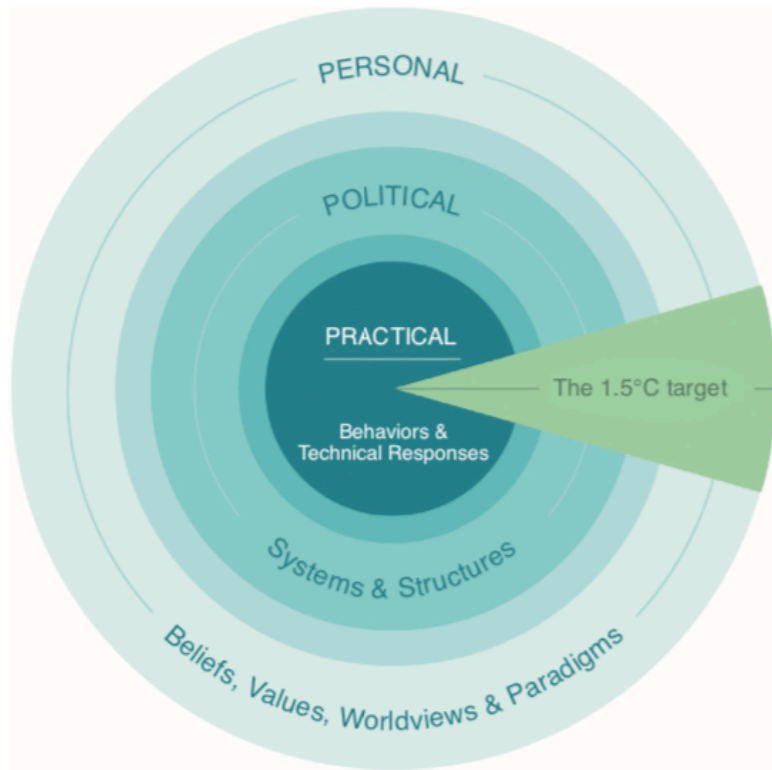 PERSONAL
POLITICAL
PRACTICAL
The 1.5°C target
Behaviors &
Technical Responses
Systems & Structures
Beliefs, Values, Worldviews & Paradigms